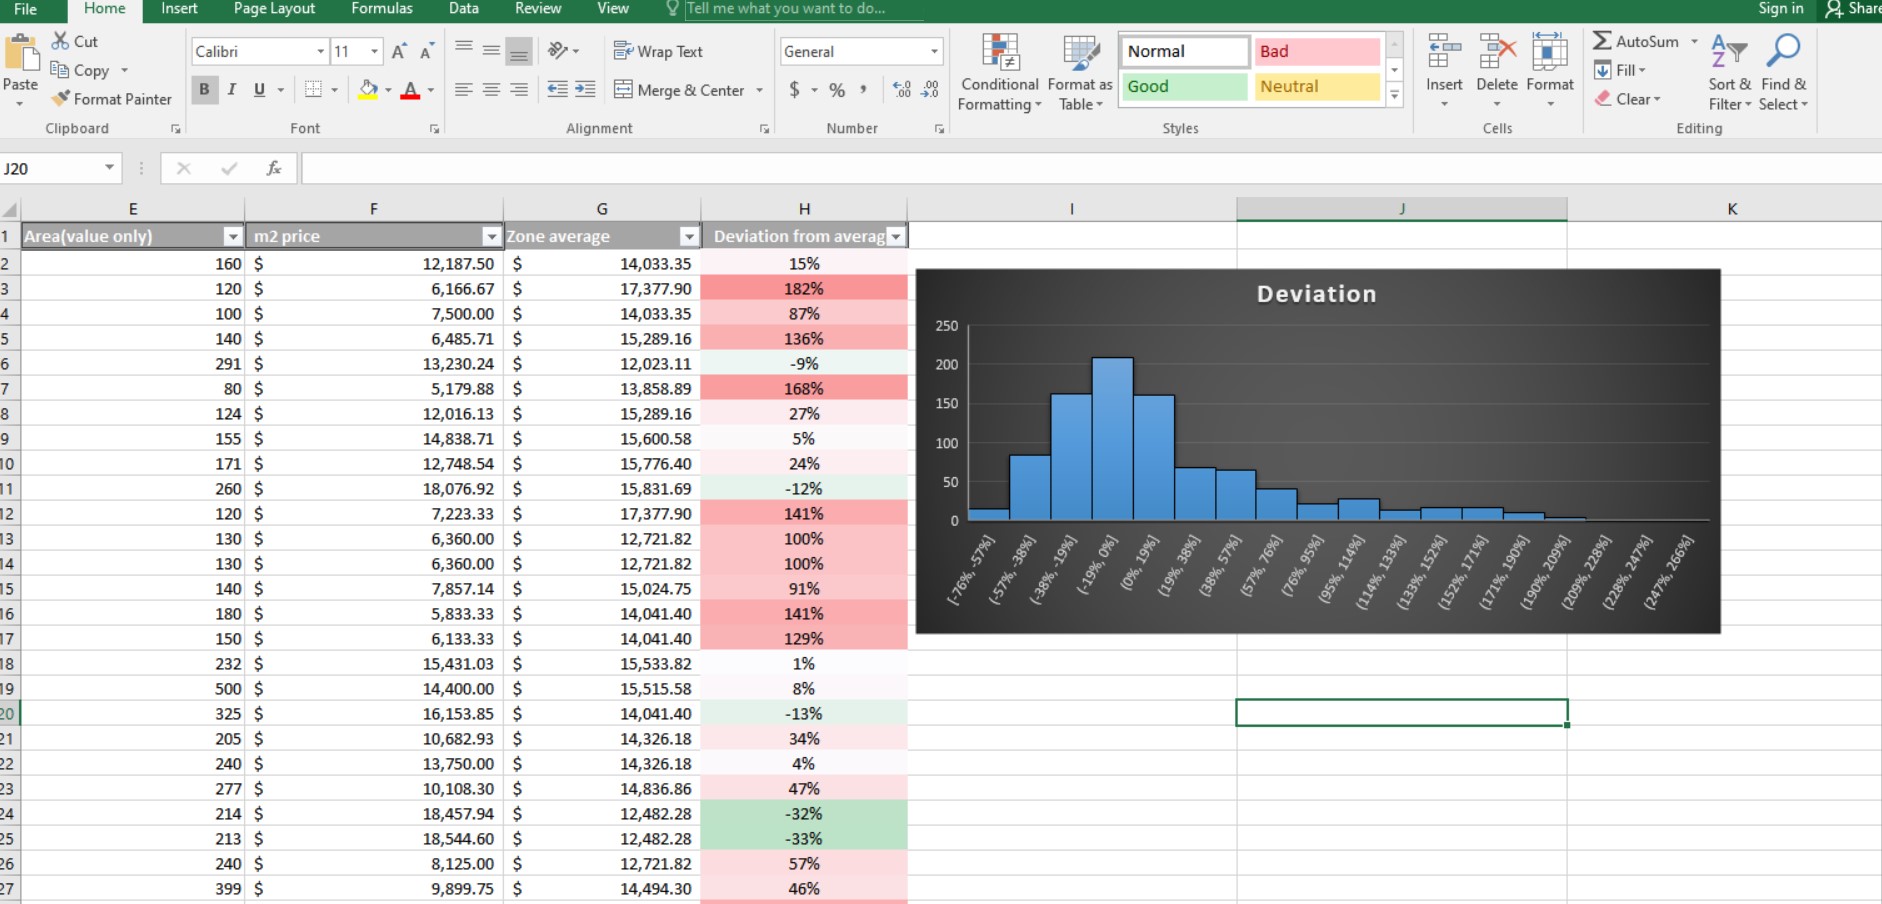 File Home Insert Page Layout Formulas Data Review View Tell me what you want to do... Sign in Share
Cut
Copy
Format Painter
Paste
Clipboard
Calibri 11
B I U
Font
Wrap Text
Merge & Center
Alignment
General
$ % , .00 .00
Number
Conditional Formatting
Format as Table
Normal Bad
Good Neutral
Styles
Insert Delete Format
Cells
AutoSum
Fill
Clear
Sort & Filter
Find & Select
Editing
J20 fx
E F G H I J K
1 Area(value only) m2 price Zone average Deviation from averag
2 160 $ 12,187.50 $ 14,033.35 15%
3 120 $ 6,166.67 $ 17,377.90 182%
4 100 $ 7,500.00 $ 14,033.35 87%
5 140 $ 6,485.71 $ 15,289.16 136%
6 291 $ 13,230.24 $ 12,023.11 -9%
7 80 $ 5,179.88 $ 13,858.89 168%
8 124 $ 12,016.13 $ 15,289.16 27%
9 155 $ 14,838.71 $ 15,600.58 5%
10 171 $ 12,748.54 $ 15,776.40 24%
11 260 $ 18,076.92 $ 15,831.69 -12%
12 120 $ 7,223.33 $ 17,377.90 141%
13 130 $ 6,360.00 $ 12,721.82 100%
14 130 $ 6,360.00 $ 12,721.82 100%
15 140 $ 7,857.14 $ 15,024.75 91%
16 180 $ 5,833.33 $ 14,041.40 141%
17 150 $ 6,133.33 $ 14,041.40 129%
18 232 $ 15,431.03 $ 15,533.82 1%
19 500 $ 14,400.00 $ 15,515.58 8%
20 325 $ 16,153.85 $ 14,041.40 -13%
21 205 $ 10,682.93 $ 14,326.18 34%
22 240 $ 13,750.00 $ 14,326.18 4%
23 277 $ 10,108.30 $ 14,836.86 47%
24 214 $ 18,457.94 $ 12,482.28 -32%
25 213 $ 18,544.60 $ 12,482.28 -33%
26 240 $ 8,125.00 $ 12,721.82 57%
27 399 $ 9,899.75 $ 14,494.30 46%
Deviation
250
200
150
100
50
0
[-76%, -57%]
(-57%, -38%]
(-38%, -19%]
(-19%, 0%]
(0%, 19%]
(19%, 38%]
(38%, 57%]
(57%, 76%]
(76%, 95%]
(95%, 114%]
(114%, 133%]
(133%, 152%]
(152%, 171%]
(171%, 190%]
(190%, 209%]
(209%, 228%]
(228%, 247%]
(247%, 266%]